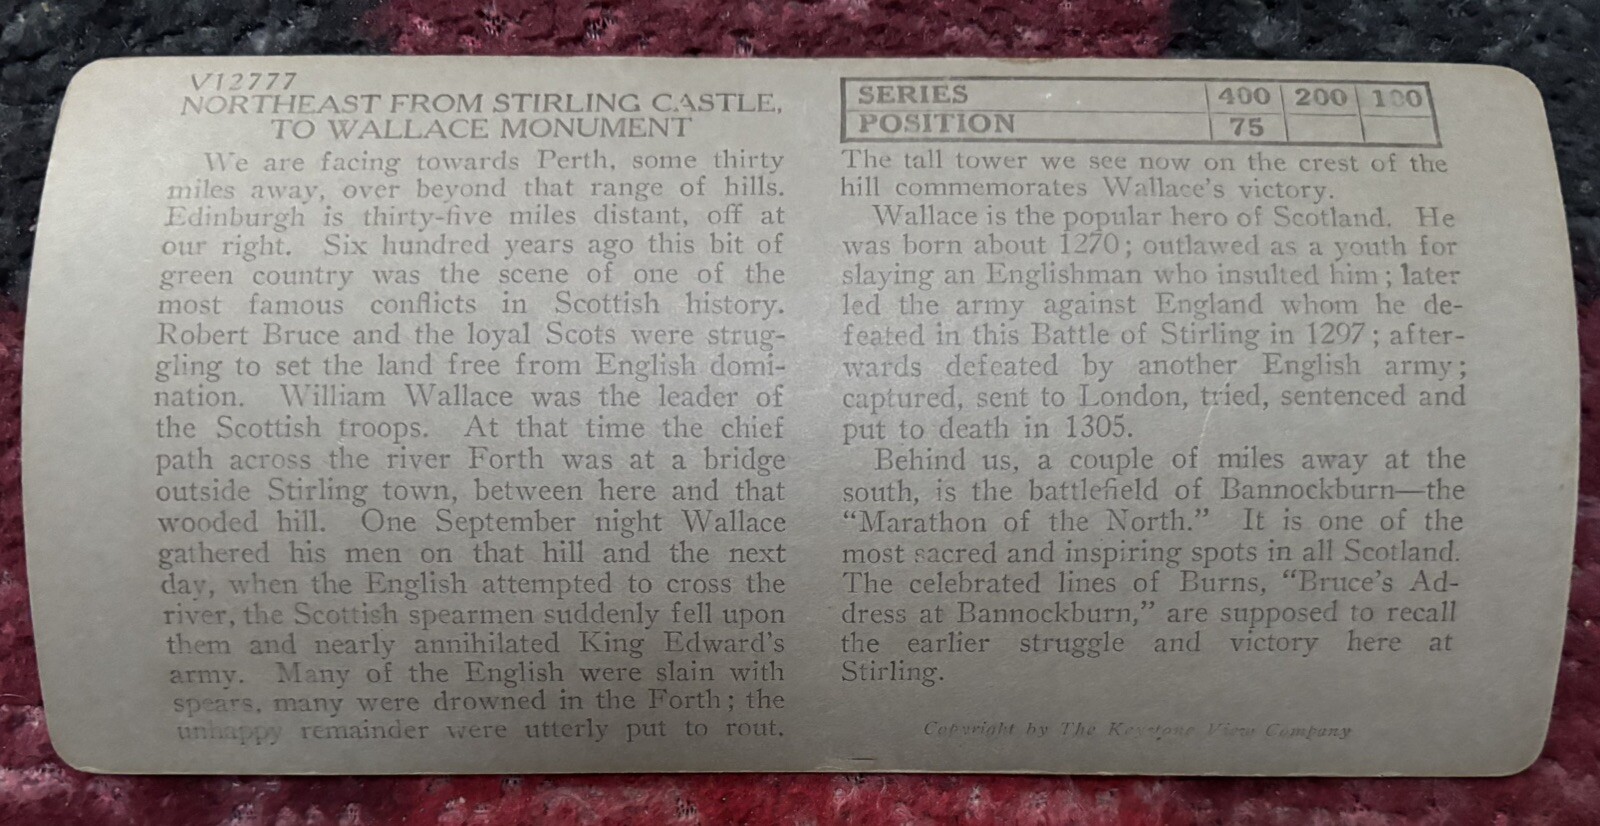 V12777
NORTHEAST FROM STIRLING CASTLE,
TO WALLACE MONUMENT
We are facing towards Perth, some thirty
miles away, over beyond that range of hills.
Edinburgh is thirty-five miles distant, off at
our right. Six hundred years ago this bit of
green country was the scene of one of the
most famous conflicts in Scottish history.
Robert Bruce and the loyal Scots were strug-
gling to set the land free from English domi-
nation. William Wallace was the leader of
the Scottish troops. At that time the chief
path across the river Forth was at a bridge
outside Stirling town, between here and that
wooded hill. One September night Wallace
gathered his men on that hill and the next
day, when the English attempted to cross the
river, the Scottish spearmen suddenly fell upon
them and nearly annihilated King Edward's
army. Many of the English were slain with
spears, many were drowned in the Forth; the
unhappy remainder were utterly put to rout.
SERIES 400 200 100
POSITION 75
The tall tower we see now on the crest of the
hill commemorates Wallace's victory.
Wallace is the popular hero of Scotland. He
was born about 1270; outlawed as a youth for
slaying an Englishman who insulted him; later
led the army against England whom he de-
feated in this Battle of Stirling in 1297; after-
wards defeated by another English army;
captured, sent to London, tried, sentenced and
put to death in 1305.
Behind us, a couple of miles away at the
south, is the battlefield of Bannockburn—the
"Marathon of the North." It is one of the
most sacred and inspiring spots in all Scotland.
The celebrated lines of Burns, "Bruce's Ad-
dress at Bannockburn," are supposed to recall
the earlier struggle and victory here at
Stirling.
Copyright by The Keystone View Company